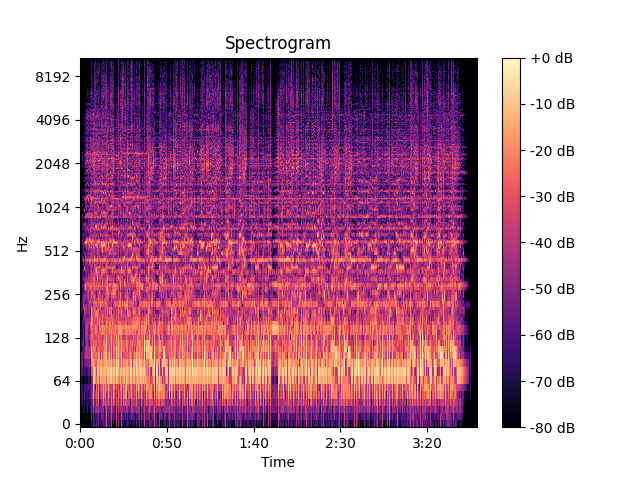 Spectrogram
8192
4096
2048
1024
512
256
128
64
0
Hz
0:00 0:50 1:40 2:30 3:20
Time
+0 dB
-10 dB
-20 dB
-30 dB
-40 dB
-50 dB
-60 dB
-70 dB
-80 dB